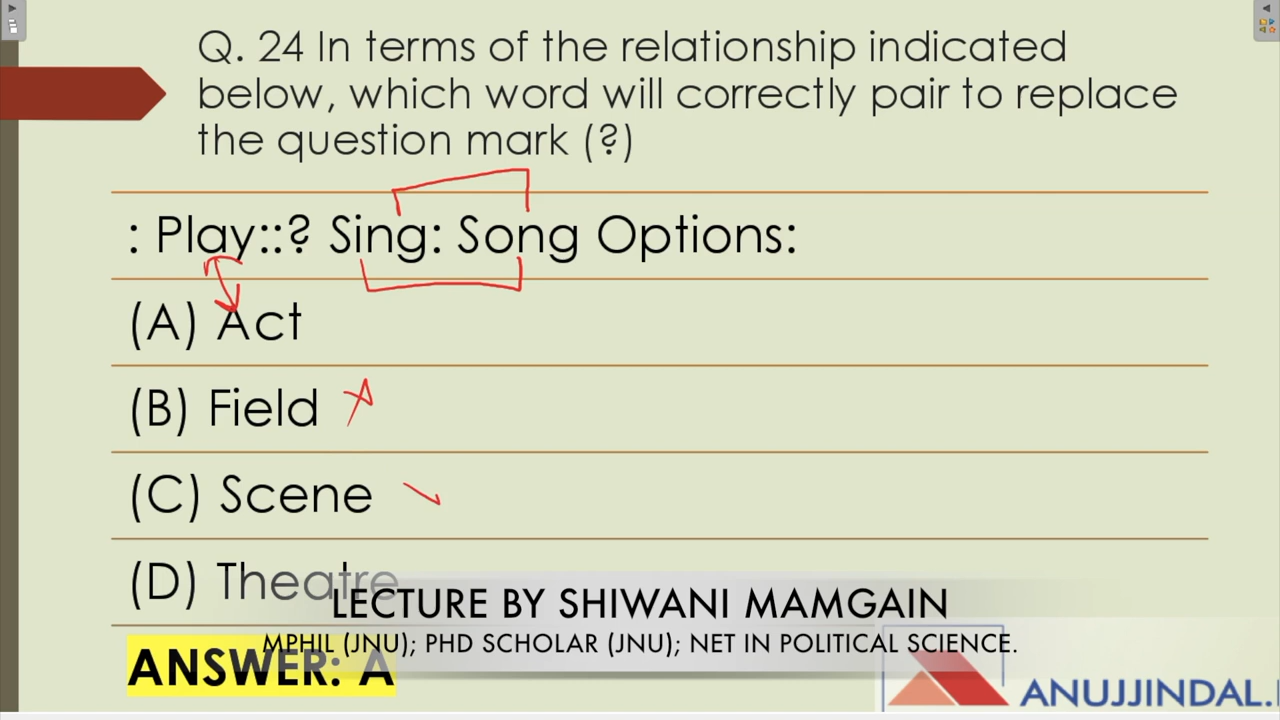 Q. 24 In terms of the relationship indicated
below, which word will correctly pair to replace
the question mark (?)
: Play::? Sing: Song Options:
(A) Act
(B) Field
(C) Scene
(D) Theatre
LECTURE BY SHIWANI MAMGAIN
MPHIL (JNU); PHD SCHOLAR (JNU); NET IN POLITICAL SCIENCE.
ANSWER: A
ANUJJINDAL.